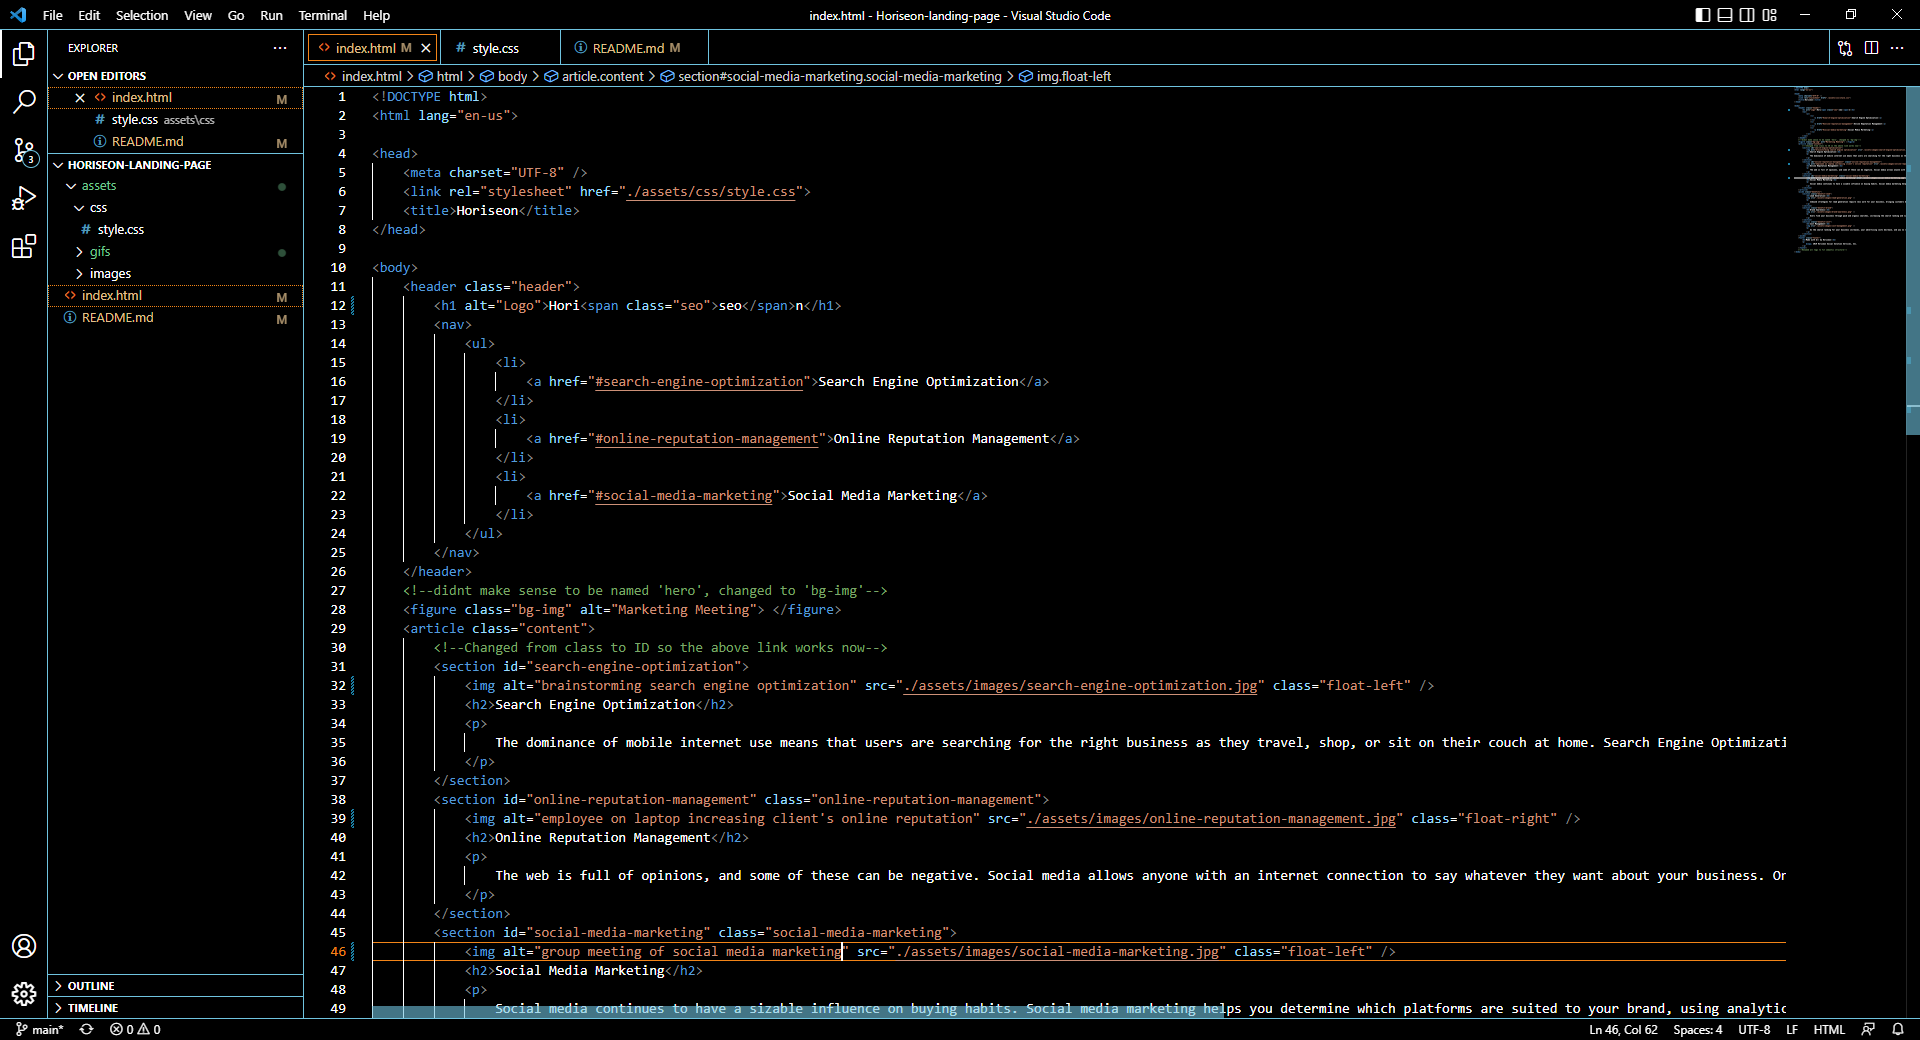 File Edit Selection View Go Run Terminal Help
index.html - Horiseon-landing-page - Visual Studio Code
EXPLORER
OPEN EDITORS
index.html M
style.css assets\css
README.md M
HORISEON-LANDING-PAGE
assets
css
style.css
gifs
images
index.html M
README.md M
OUTLINE
TIMELINE
index.html M style.css README.md M
index.html > html > body > article.content > section#social-media-marketing.social-media-marketing > img.float-left
1 <!DOCTYPE html>
2 <html lang="en-us">
3
4 <head>
5 <meta charset="UTF-8" />
6 <link rel="stylesheet" href="./assets/css/style.css">
7 <title>Horiseon</title>
8 </head>
9
10 <body>
11 <header class="header">
12 <h1 alt="Logo">Hori<span class="seo">seo</span>n</h1>
13 <nav>
14 <ul>
15 <li>
16 <a href="#search-engine-optimization">Search Engine Optimization</a>
17 </li>
18 <li>
19 <a href="#online-reputation-management">Online Reputation Management</a>
20 </li>
21 <li>
22 <a href="#social-media-marketing">Social Media Marketing</a>
23 </li>
24 </ul>
25 </nav>
26 </header>
27 <!--didnt make sense to be named 'hero', changed to 'bg-img'-->
28 <figure class="bg-img" alt="Marketing Meeting"> </figure>
29 <article class="content">
30 <!--Changed from class to ID so the above link works now-->
31 <section id="search-engine-optimization">
32 <img alt="brainstorming search engine optimization" src="./assets/images/search-engine-optimization.jpg" class="float-left" />
33 <h2>Search Engine Optimization</h2>
34 <p>
35 The dominance of mobile internet use means that users are searching for the right business as they travel, shop, or sit on their couch at home. Search Engine Optimizati
36 </p>
37 </section>
38 <section id="online-reputation-management" class="online-reputation-management">
39 <img alt="employee on laptop increasing client's online reputation" src="./assets/images/online-reputation-management.jpg" class="float-right" />
40 <h2>Online Reputation Management</h2>
41 <p>
42 The web is full of opinions, and some of these can be negative. Social media allows anyone with an internet connection to say whatever they want about your business. On
43 </p>
44 </section>
45 <section id="social-media-marketing" class="social-media-marketing">
46 <img alt="group meeting of social media marketing" src="./assets/images/social-media-marketing.jpg" class="float-left" />
47 <h2>Social Media Marketing</h2>
48 <p>
49 Social media continues to have a sizable influence on buying habits. Social media marketing helps you determine which platforms are suited to your brand, using analytic
3
main* 0 0
Ln 46, Col 62 Spaces: 4 UTF-8 LF HTML